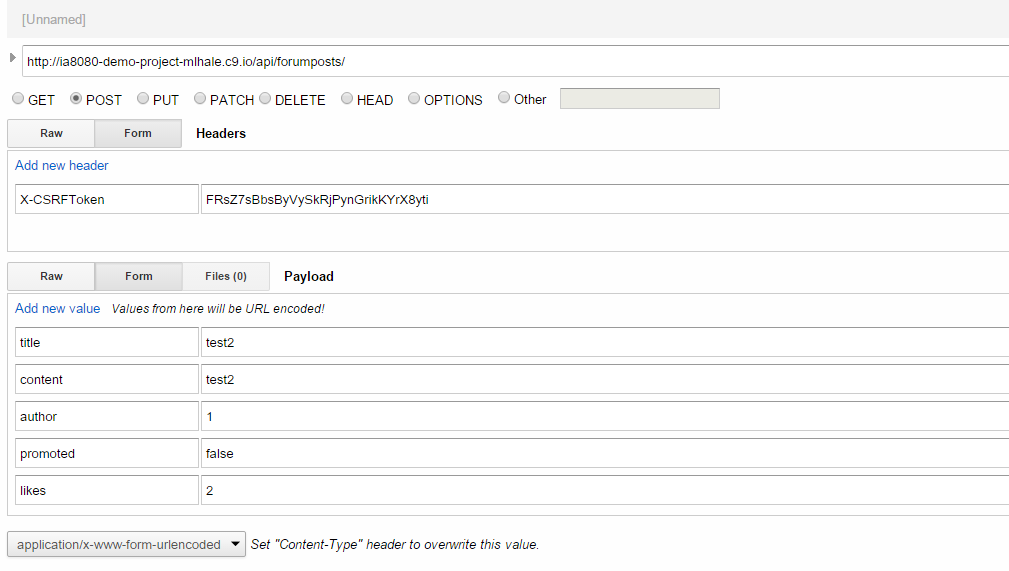 [Unnamed]
http://ia8080-demo-project-mlhale.c9.io/api/forumposts/
GET POST PUT PATCH DELETE HEAD OPTIONS Other
Raw Form Headers
Add new header
X-CSRFToken FRsZ7sBbsByVySkRjPynGrikKYrX8yti
Raw Form Files (0) Payload
Add new value Values from here will be URL encoded!
title test2
content test2
author 1
promoted false
likes 2
application/x-www-form-urlencoded Set "Content-Type" header to overwrite this value.